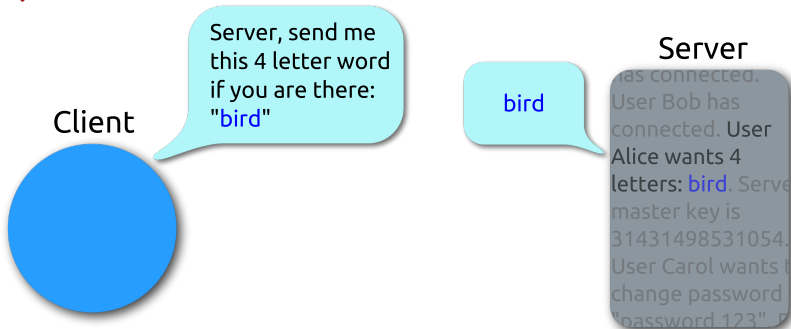 Client
Server, send me
this 4 letter word
if you are there:
"bird"
bird
Server
has connected.
User Bob has
connected. User
Alice wants 4
letters: bird. Serve
master key is
31431498531054.
User Carol wants t
change password
"password 123". E